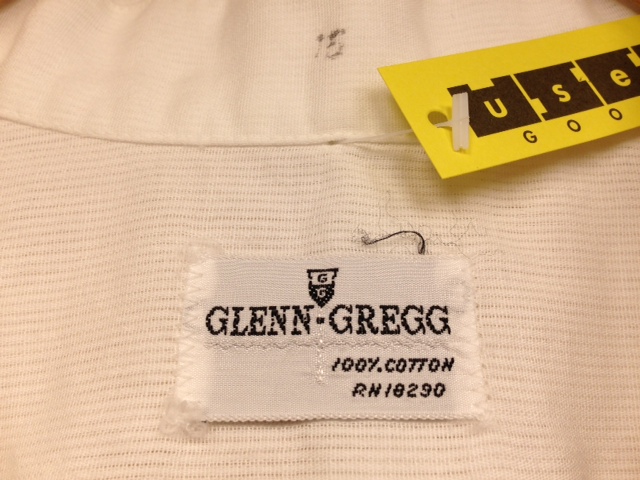 15
use
GOO
G
G
GLENN-GREGG
100% COTTON
RN18290